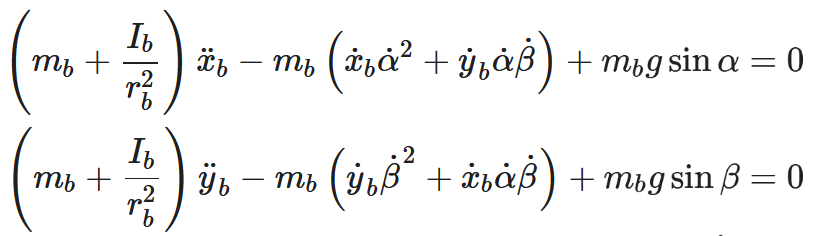 (m_b + I_b/r_b^2) ẍ_b − m_b (ẋ_b α̇^2 + ẏ_b α̇ β̇) + m_b g sin α = 0
(m_b + I_b/r_b^2) ÿ_b − m_b (ẏ_b β̇^2 + ẋ_b α̇ β̇) + m_b g sin β = 0